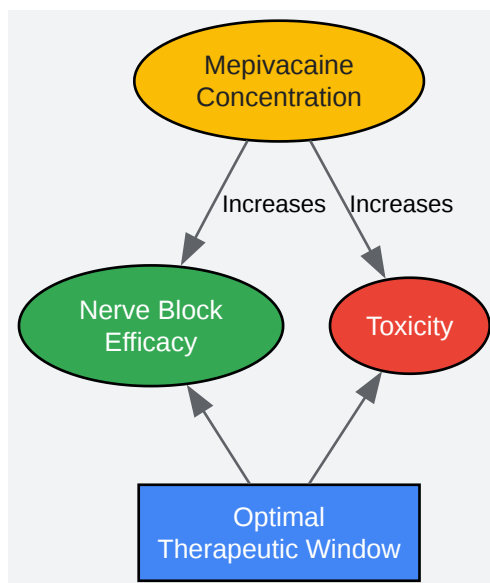 Mepivacaine
Concentration
Increases
Increases
Nerve Block
Efficacy
Toxicity
Optimal
Therapeutic Window